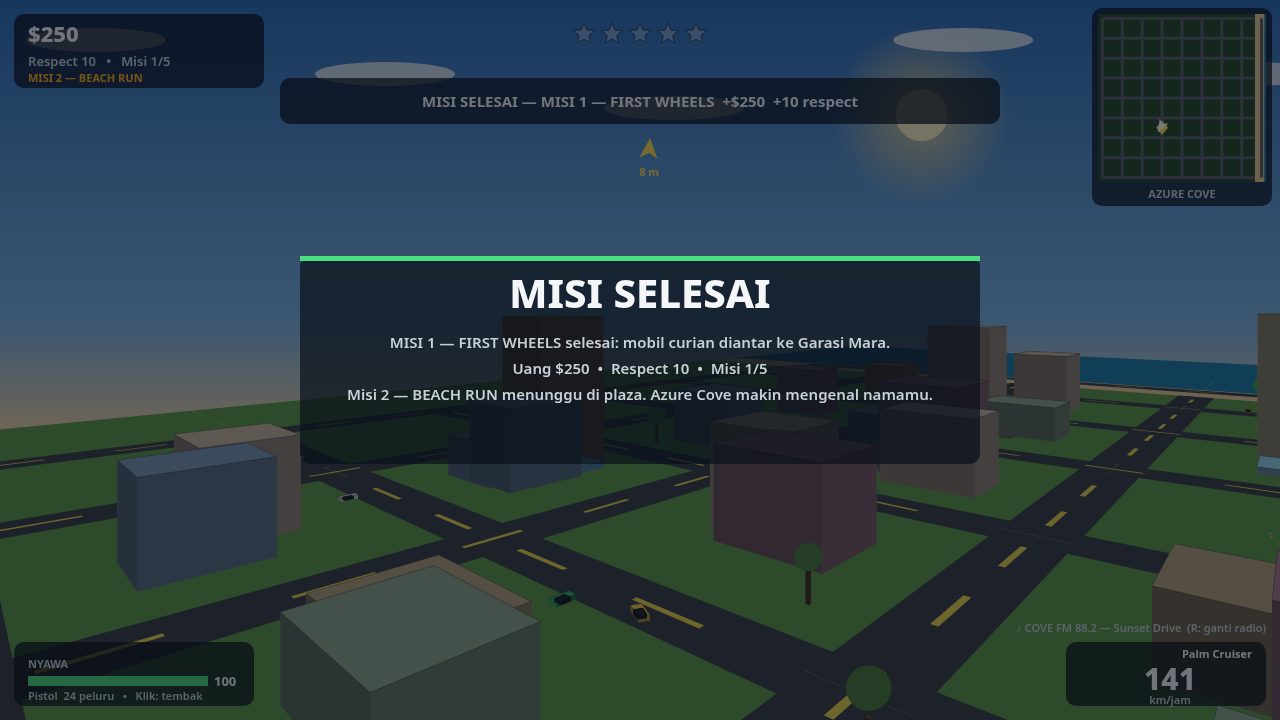 $250
Respect 10 • Misi 1/5
MISI 2 — BEACH RUN
MISI SELESAI — MISI 1 — FIRST WHEELS +$250 +10 respect
8 m
AZURE COVE
MISI SELESAI
MISI 1 — FIRST WHEELS selesai: mobil curian diantar ke Garasi Mara.
Uang $250 • Respect 10 • Misi 1/5
Misi 2 — BEACH RUN menunggu di plaza. Azure Cove makin mengenal namamu.
♪ COVE FM 88.2 — Sunset Drive (R: ganti radio)
NYAWA
100
Pistol 24 peluru • Klik: tembak
Palm Cruiser
141
km/jam